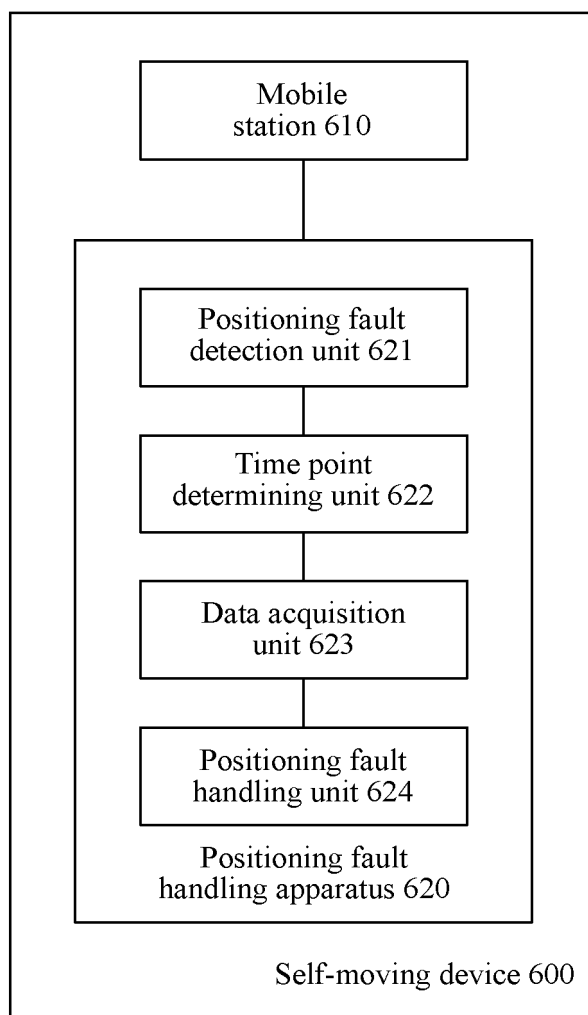 Mobile
station 610
Positioning fault
detection unit 621
Time point
determining unit 622
Data acquisition
unit 623
Positioning fault
handling unit 624
Positioning fault
handling apparatus 620
Self-moving device 600